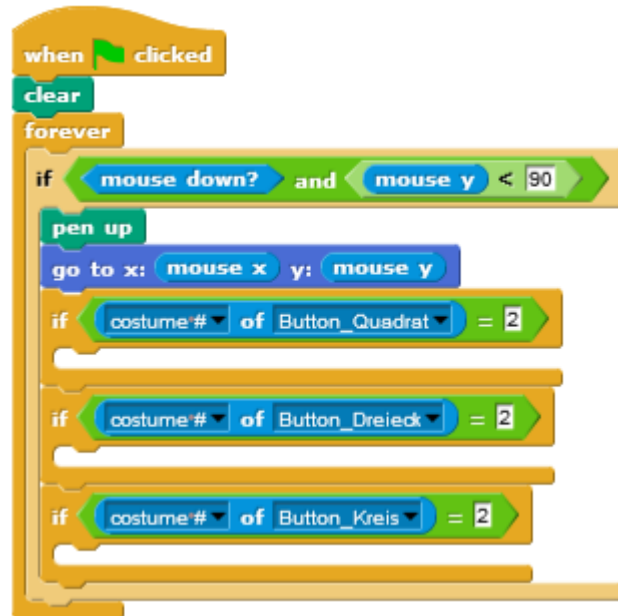 when clicked
clear
forever
if mouse down? and mouse y < 90
pen up
go to x: mouse x y: mouse y
if costume # of Button_Quadrat = 2
if costume # of Button_Dreieck = 2
if costume # of Button_Kreis = 2